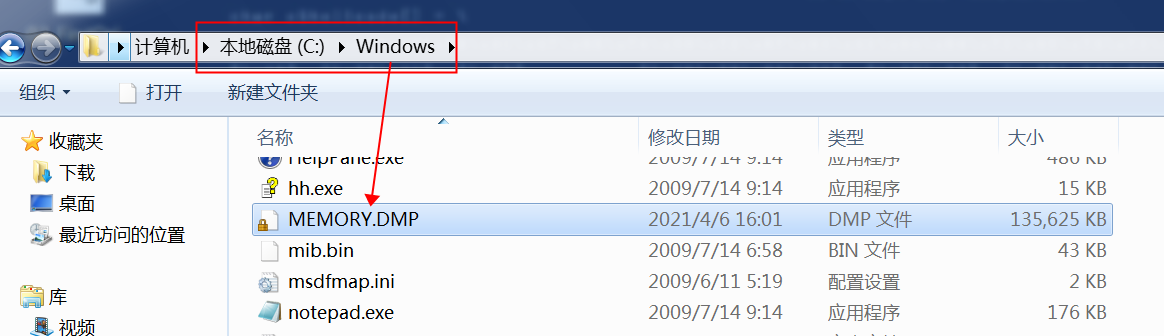 计算机 本地磁盘 (C:) Windows
组织 打开 新建文件夹
名称 修改日期 类型 大小
收藏夹
HelpPane.exe 2009/7/14 9:14 应用程序 486 KB
下载
hh.exe 2009/7/14 9:14 应用程序 15 KB
桌面
MEMORY.DMP 2021/4/6 16:01 DMP 文件 135,625 KB
最近访问的位置
mib.bin 2009/7/14 6:58 BIN 文件 43 KB
msdfmap.ini 2009/6/11 5:19 配置设置 2 KB
库
notepad.exe 2009/7/14 9:14 应用程序 176 KB
视频